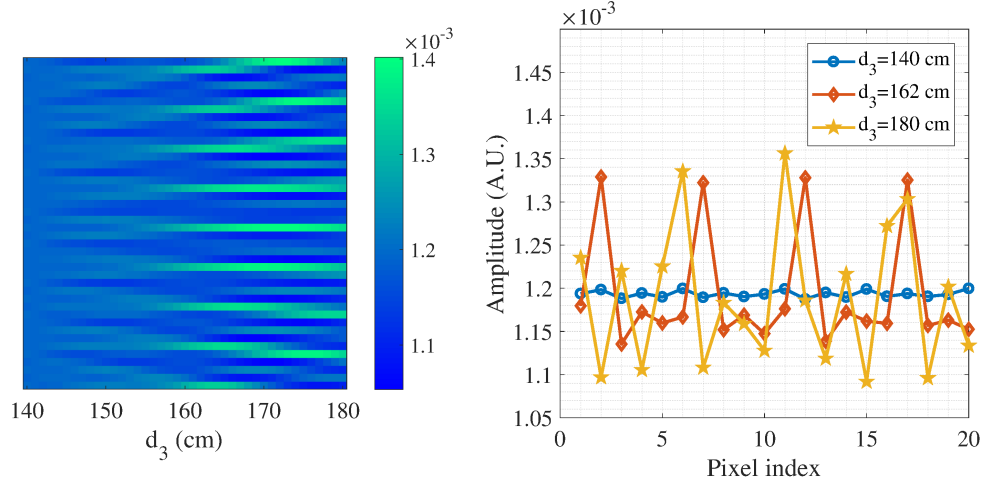 ×10⁻³
1.4
1.3
1.2
1.1
140 150 160 170 180
d₃ (cm)
×10⁻³
1.45
1.4
1.35
1.3
1.25
1.2
1.15
1.1
1.05
0 5 10 15 20
Amplitude (A.U.)
Pixel index
d₃=140 cm
d₃=162 cm
d₃=180 cm